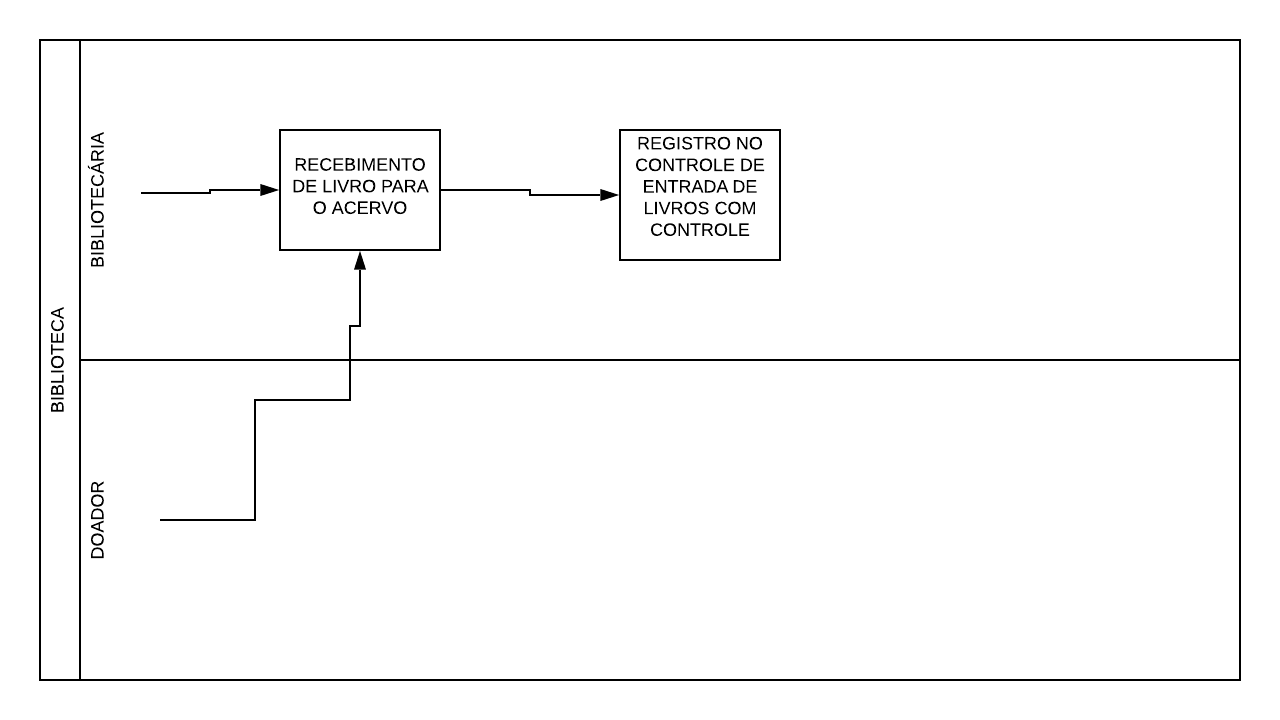 BIBLIOTECA
BIBLIOTECÁRIA
RECEBIMENTO
DE LIVRO PARA
O ACERVO
REGISTRO NO
CONTROLE DE
ENTRADA DE
LIVROS COM
CONTROLE
DOADOR